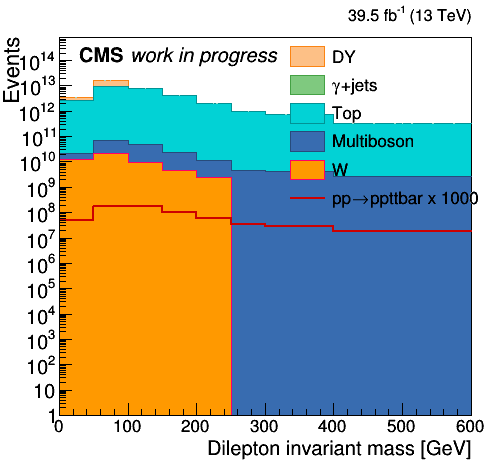 39.5 fb⁻¹ (13 TeV)
CMS work in progress
DY
γ+jets
Top
Multiboson
W
pp→ppttbar x 1000
Events
10¹⁴
10¹³
10¹²
10¹¹
10¹⁰
10⁹
10⁸
10⁷
10⁶
10⁵
10⁴
10³
10²
10
1
0 100 200 300 400 500 600
Dilepton invariant mass [GeV]